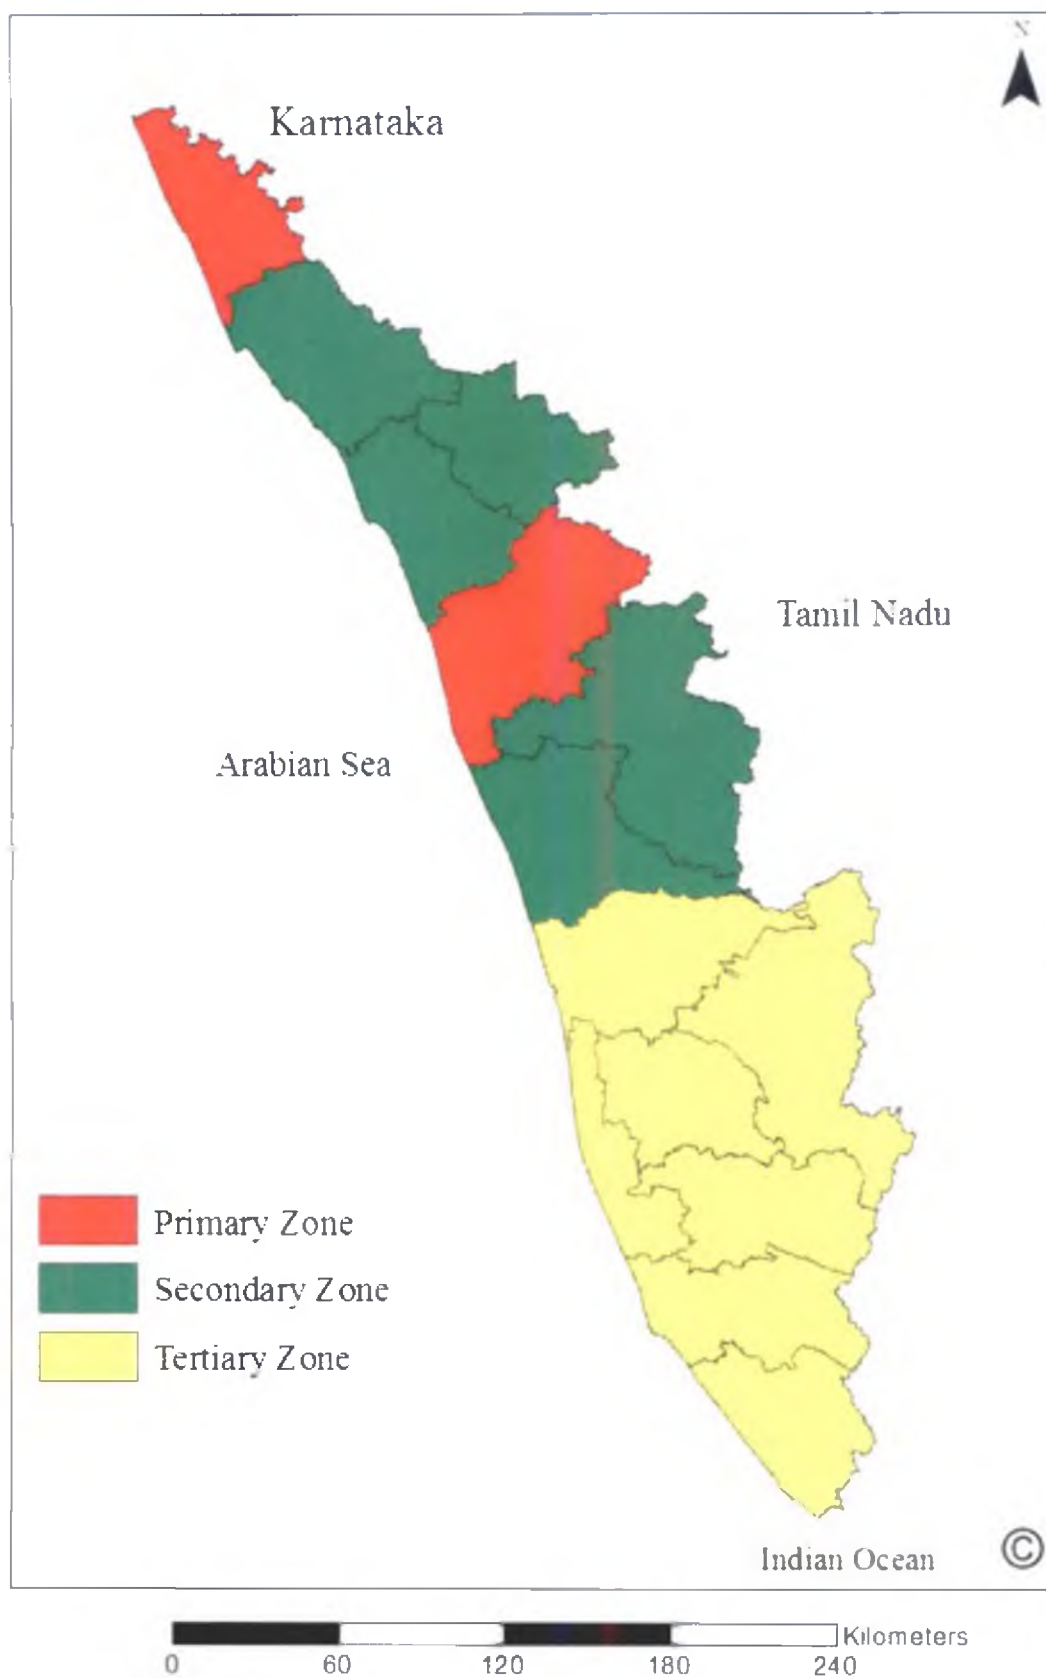 N
Karnataka
Tamil Nadu
Arabian Sea
Primary Zone
Secondary Zone
Tertiary Zone
Indian Ocean
©
Kilometers
0 60 120 180 240